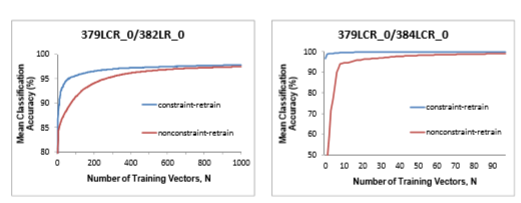 379LCR_0/382LR_0
Mean Classification
Accuracy (%)
100
95
90
85
80
constraint-retrain
nonconstraint-retrain
0 200 400 600 800 1000
Number of Training Vectors, N
379LCR_0/384LCR_0
Mean Classification
Accuracy (%)
100
90
80
70
60
50
constraint-retrain
nonconstraint-retrain
0 10 20 30 40 50 60 70 80 90
Number of Training Vectors, N